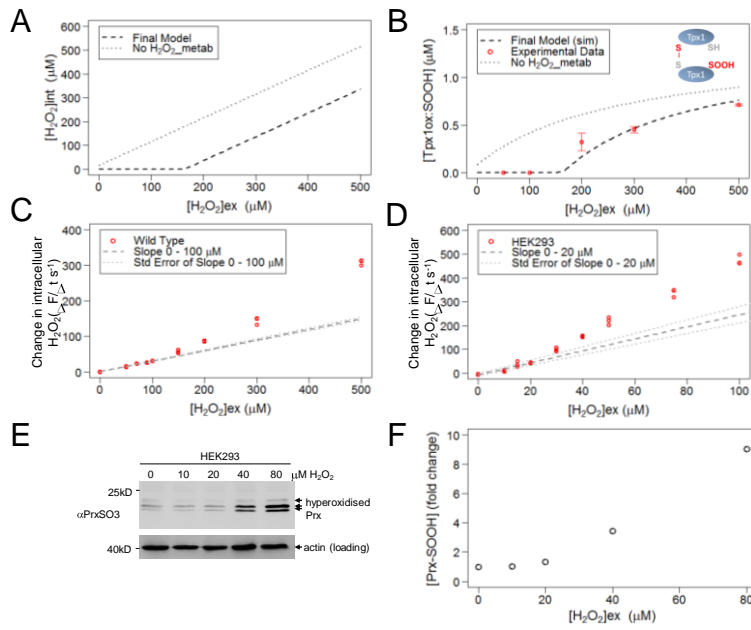 A
600
500
400
300
200
100
0
[H₂O₂]int
(μM)
Final Model
No H₂O₂_metab
0 100 200 300 400 500
[H₂O₂]ex (μM)
B
[Tpx1ox:SOOH] [μM]
1.5
1.0
0.5
0.0
Final Model (sim)
Experimental Data
No H₂O₂_metab
Tpx1
S SH
S SOOH
Tpx1
0 100 200 300 400 500
[H₂O₂]ex (μM)
C
Change in intracellular
H₂O₂(>F/> t s⁻¹)
400
300
200
100
0
Wild Type
Slope 0 - 100 μM
Std Error of Slope 0 - 100 μM
0 100 200 300 400 500
[H₂O₂]ex (μM)
D
Change in intracellular
H₂O₂(>F/> t s⁻¹)
600
500
400
300
200
100
0
HEK293
Slope 0 - 20 μM
Std Error of Slope 0 - 20 μM
0 20 40 60 80 100
[H₂O₂]ex (μM)
E
HEK293
0 10 20 40 80 μM H₂O₂
25kD
αPrxSO3
hyperoxidised
Prx
40kD
actin (loading)
F
[Prx-SOOH] (fold change)
10
8
6
4
2
0
0 20 40 60 80
[H₂O₂]ex (μM)